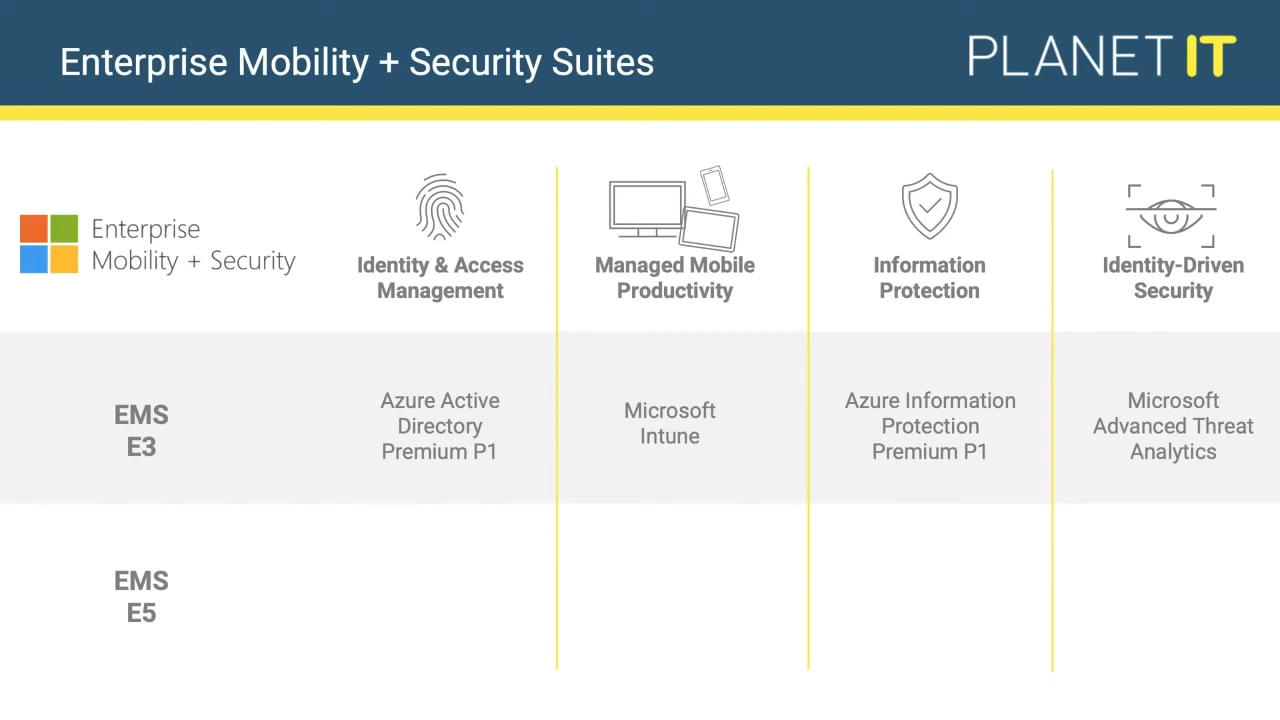 Enterprise Mobility + Security Suites
PLANET IT
Enterprise
Mobility + Security
Identity & Access
Management
Managed Mobile
Productivity
Information
Protection
Identity-Driven
Security
EMS
E3
Azure Active
Directory
Premium P1
Microsoft
Intune
Azure Information
Protection
Premium P1
Microsoft
Advanced Threat
Analytics
EMS
E5